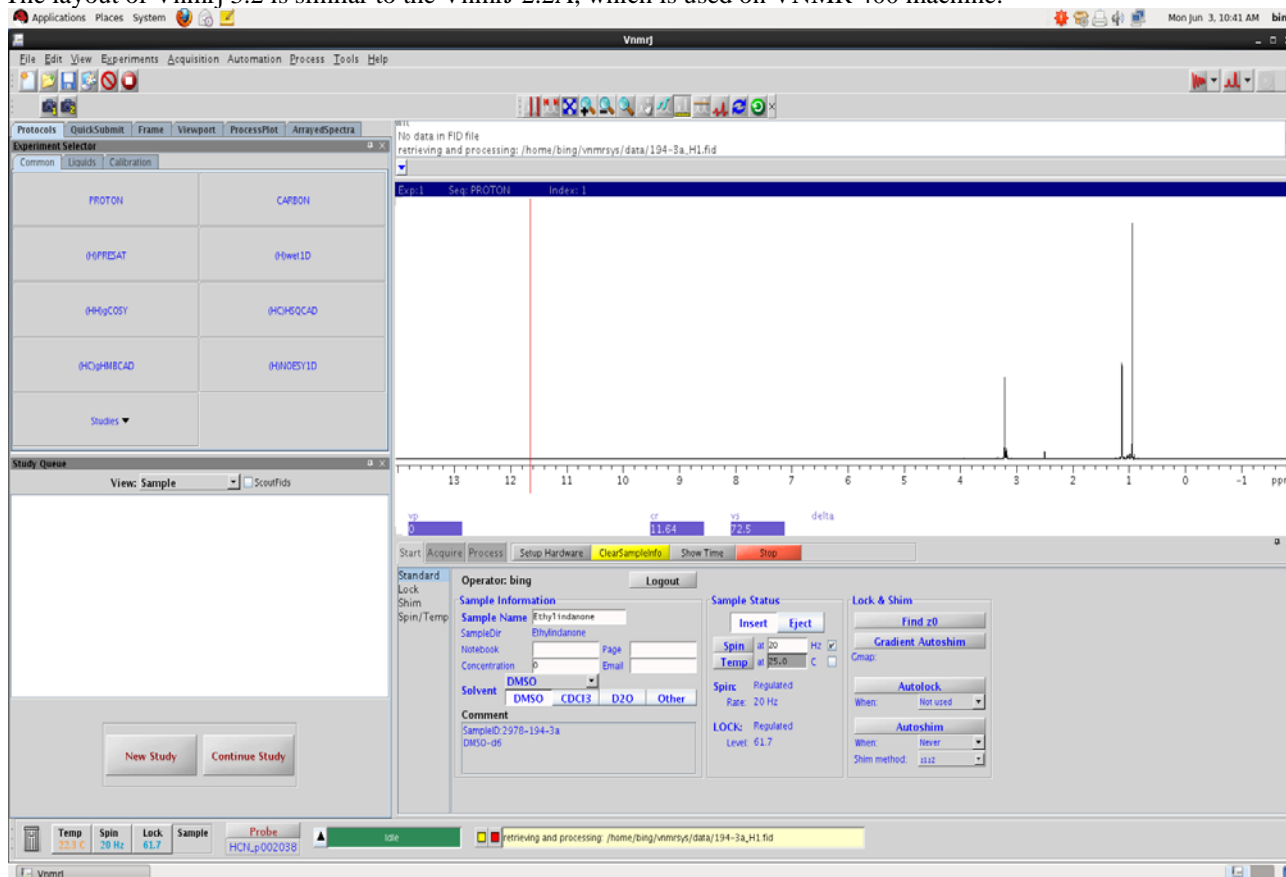 The layout of Vnmrj 3.2 is similar to the VnmrJ 2.2A, which is used on VNMR 400 machine.
Applications Places System Mon Jun 3, 10:41 AM bin
VnmrJ
File Edit View Experiments Acquisition Automation Process Tools Help
Protocols QuickSubmit Frame Viewport ProcessPlot ArrayedSpectra
Experiment Selector
Common Liquids Calibration
PROTON CARBON
(H)PRESAT (H)wet1D
(HH)gCOSY (HC)HSQCAD
(HC)gHMBCAD (H)NOESY1D
Studies
Study Queue
View: Sample ScoutFids
New Study Continue Study
No data in FID file
retrieving and processing: /home/bing/vnmrsys/data/194-3a_H1.fid
Exp:1 Seq: PROTON Index: 1
13 12 11 10 9 8 7 6 5 4 3 2 1 0 -1 ppm
vp cr vs delta
0 11.64 72.5
Start Acquire Process Setup Hardware ClearSampleInfo Show Time Stop
Standard
Lock
Shim
Spin/Temp
Operator: bing Logout
Sample Information
Sample Name Ethylindanone
SampleDir Ethylindanone
Notebook Page
Concentration 0 Email
DMSO
Solvent DMSO CDCl3 D2O Other
Comment
SampleID:2978-194-3a
DMSO-d6
Sample Status
Insert Eject
Spin at 20 Hz
Temp at 25.0 C
Spin: Regulated
Rate: 20 Hz
LOCK: Regulated
Level: 61.7
Lock & Shim
Find z0
Gradient Autoshim
Gmap:
Autolock
When: Not used
Autoshim
When: Never
Shim method: z1z2
Temp Spin Lock Sample Probe
22.3 C 20 Hz 61.7 HCN_p002038
Idle
retrieving and processing: /home/bing/vnmrsys/data/194-3a_H1.fid
VnmrJ